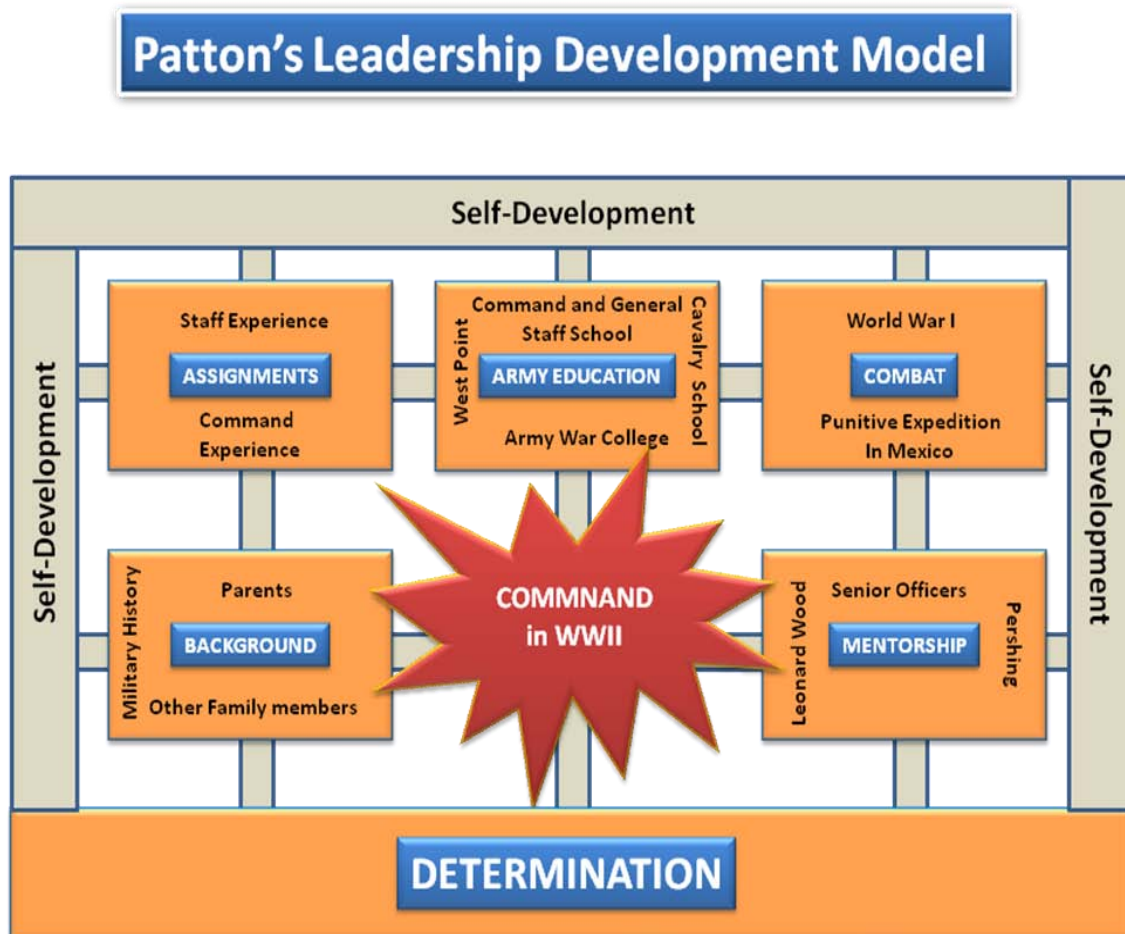 Patton's Leadership Development Model
Self-Development
Self-Development
Staff Experience
ASSIGNMENTS
Command
Experience
West Point
Command and General
Staff School
ARMY EDUCATION
Army War College
Cavalry School
World War I
COMBAT
Punitive Expedition
In Mexico
Self-Development
Military History
Parents
BACKGROUND
Other Family members
COMMNAND
in WWII
Leonard Wood
Senior Officers
MENTORSHIP
Pershing
DETERMINATION